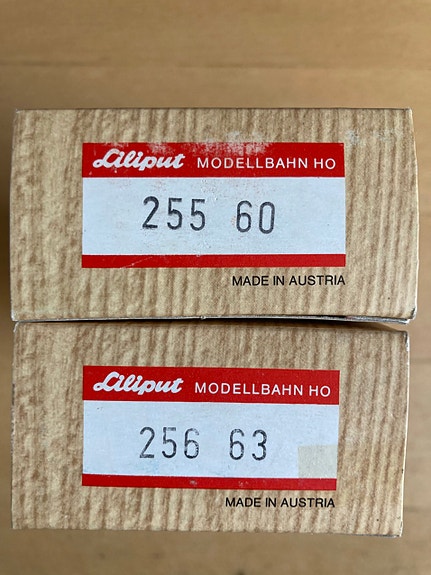 Liliput MODELLBAHN HO
255 60
MADE IN AUSTRIA
Liliput MODELLBAHN HO
256 63
MADE IN AUSTRIA